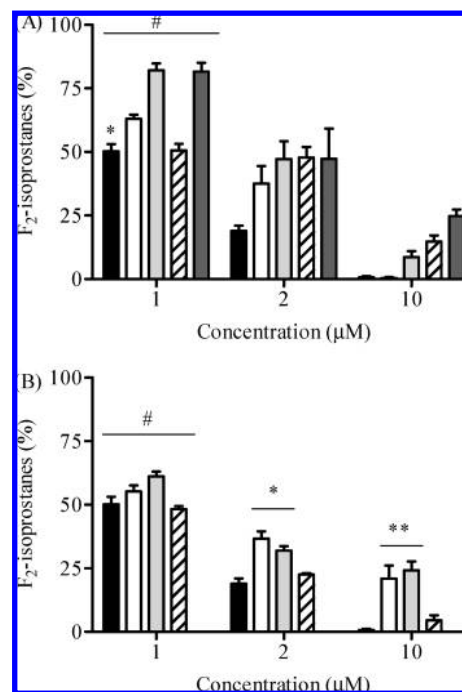 (A) 100
#
75
*
50
25
0
F₂-isoprostanes (%)
1 2 10
Concentration (μM)
(B) 100
#
75
*
50
**
25
0
F₂-isoprostanes (%)
1 2 10
Concentration (μM)